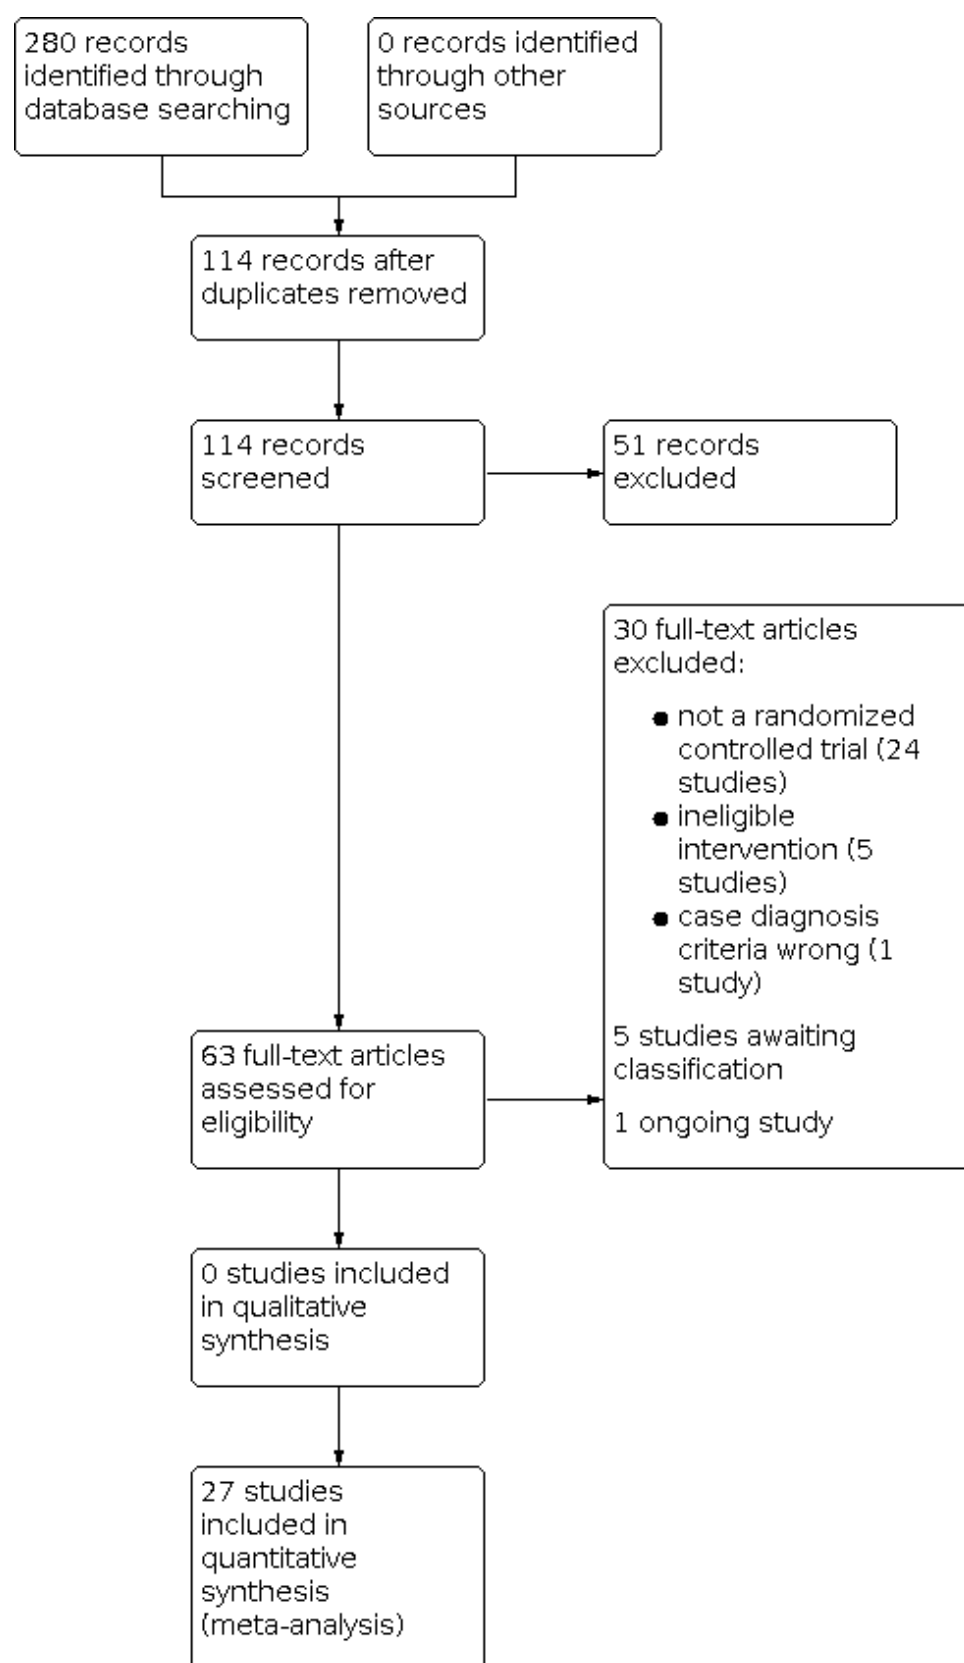 280 records
identified through
database searching
0 records identified
through other
sources
114 records after
duplicates removed
114 records
screened
51 records
excluded
30 full-text articles
excluded:
● not a randomized
controlled trial (24
studies)
● ineligible
intervention (5
studies)
● case diagnosis
criteria wrong (1
study)
5 studies awaiting
classification
1 ongoing study
63 full-text articles
assessed for
eligibility
0 studies included
in qualitative
synthesis
27 studies
included in
quantitative
synthesis
(meta-analysis)